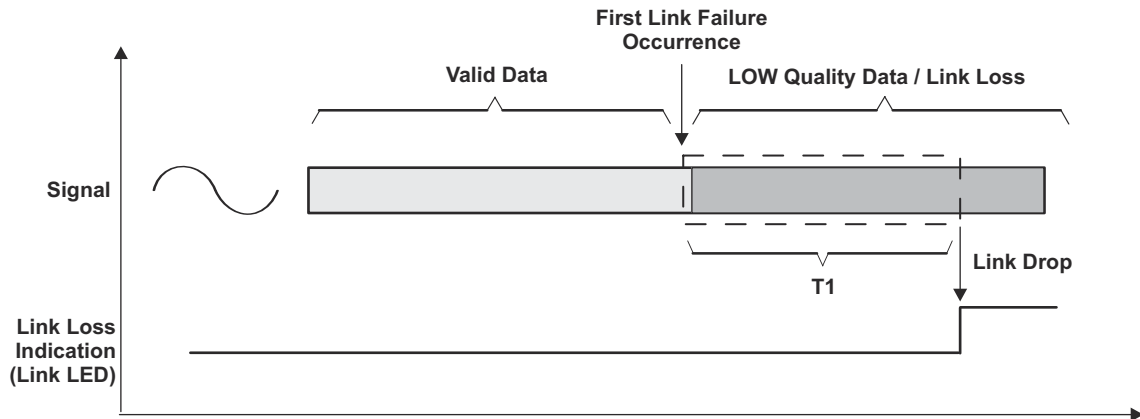 First Link Failure
Occurrence
Valid Data
LOW Quality Data / Link Loss
Signal
T1
Link Drop
Link Loss
Indication
(Link LED)